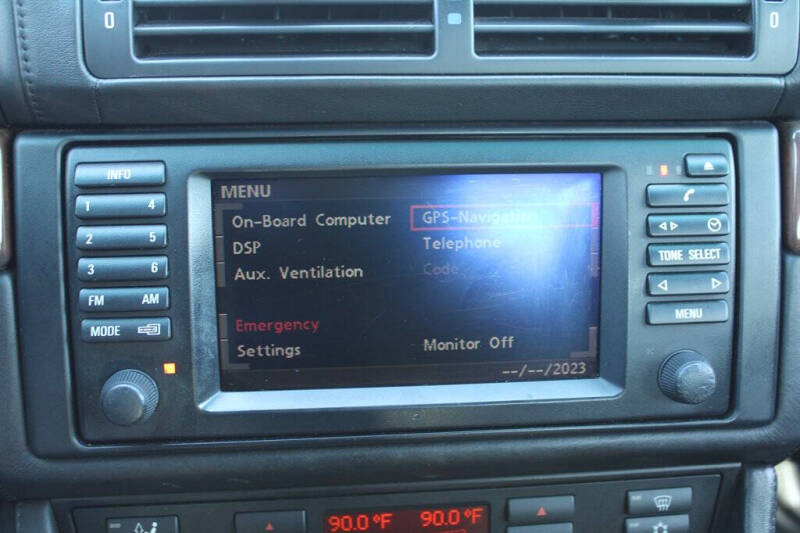 0 0
INFO
1 4
2 5
3 6
FM AM
MODE
TONE SELECT
MENU
MENU
On-Board Computer GPS-Navigation
DSP Telephone
Aux. Ventilation Code
Emergency
Settings Monitor Off
--/--/2023
90.0 °F 90.0 °F